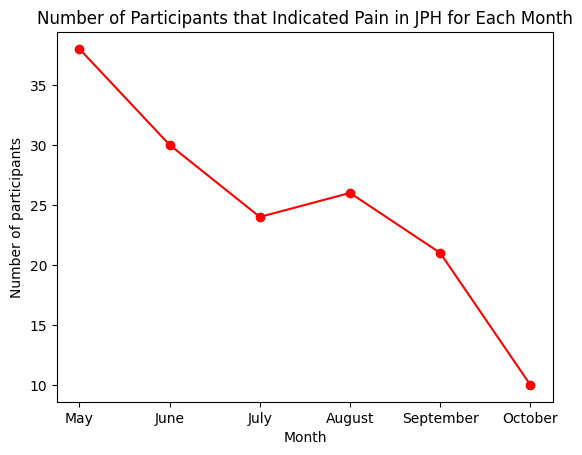 Number of Participants that Indicated Pain in JPH for Each Month
Number of participants
35
30
25
20
15
10
May June July August September October
Month